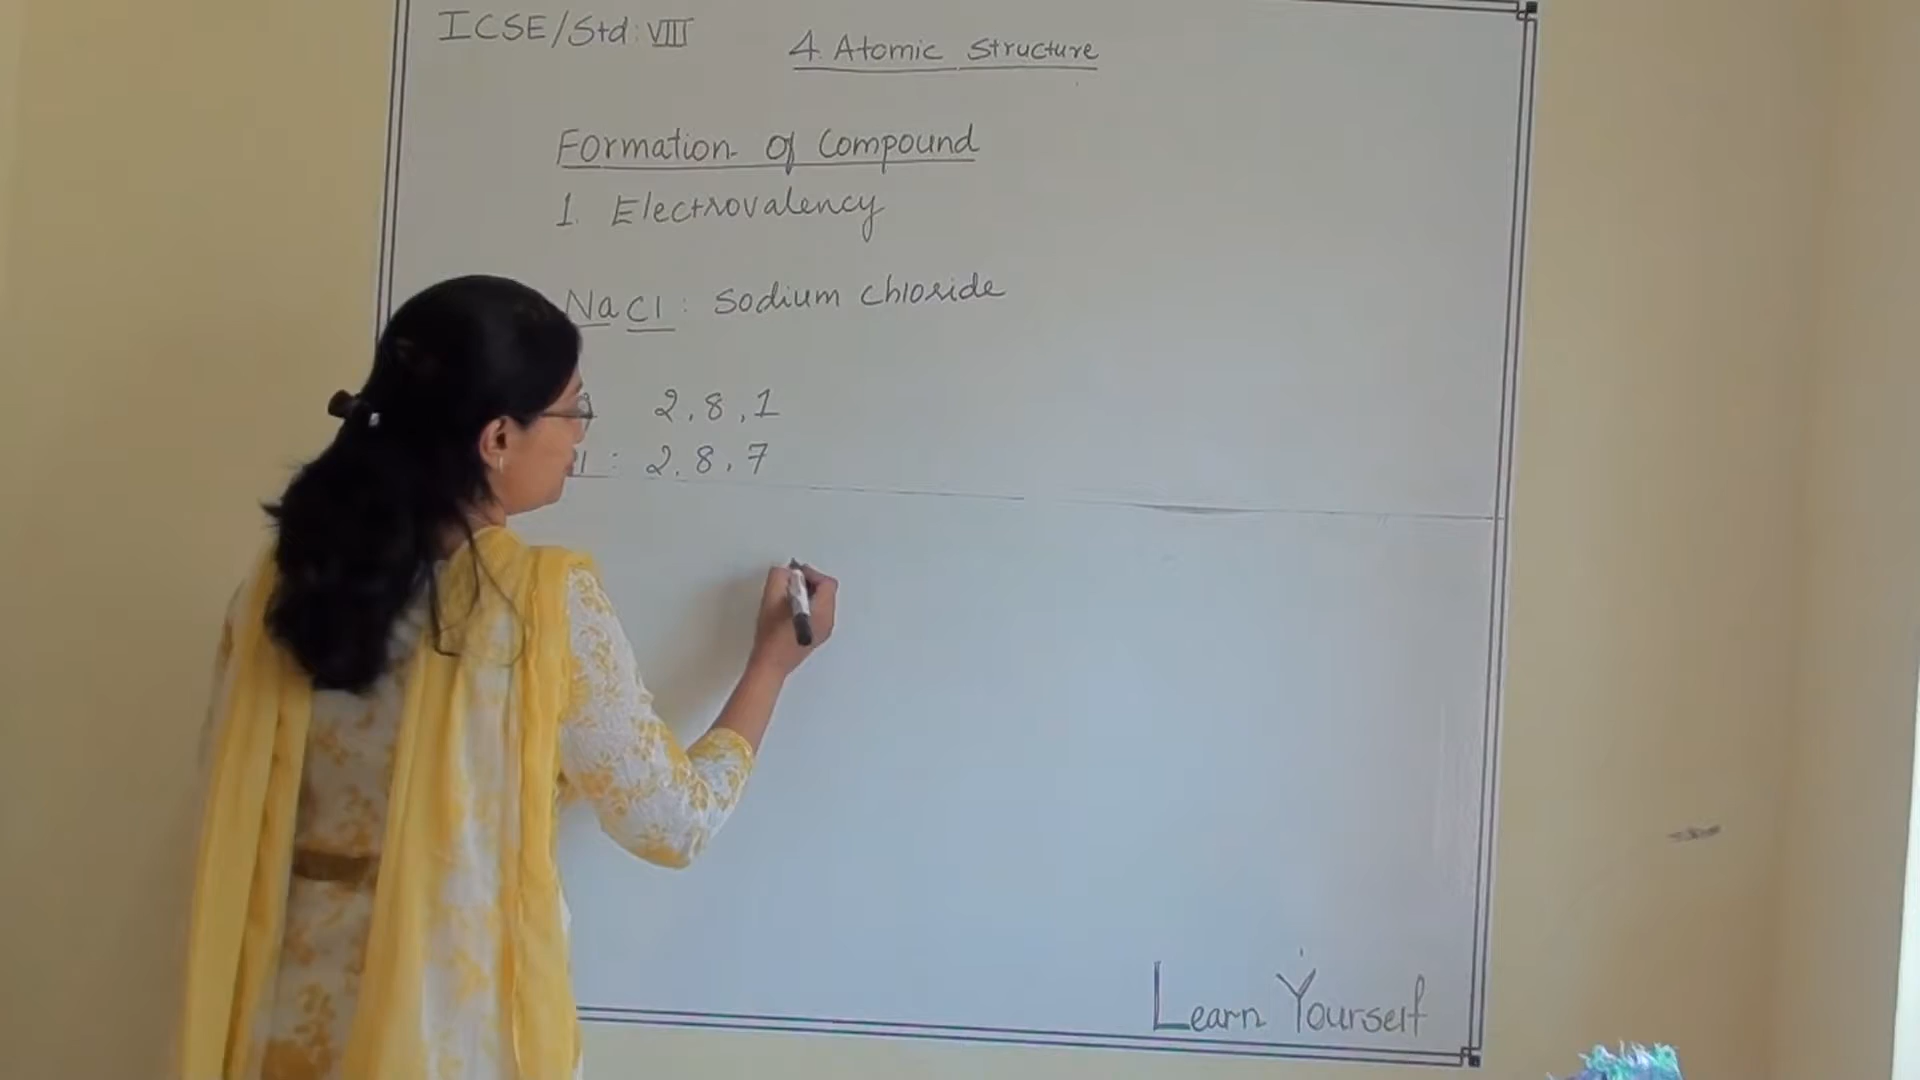 ICSE/Std: VIII
4. Atomic Structure
Formation of Compound
1. Electrovalency
NaCl : Sodium Chloride
2, 8, 1
: 2, 8, 7
Learn Yourself